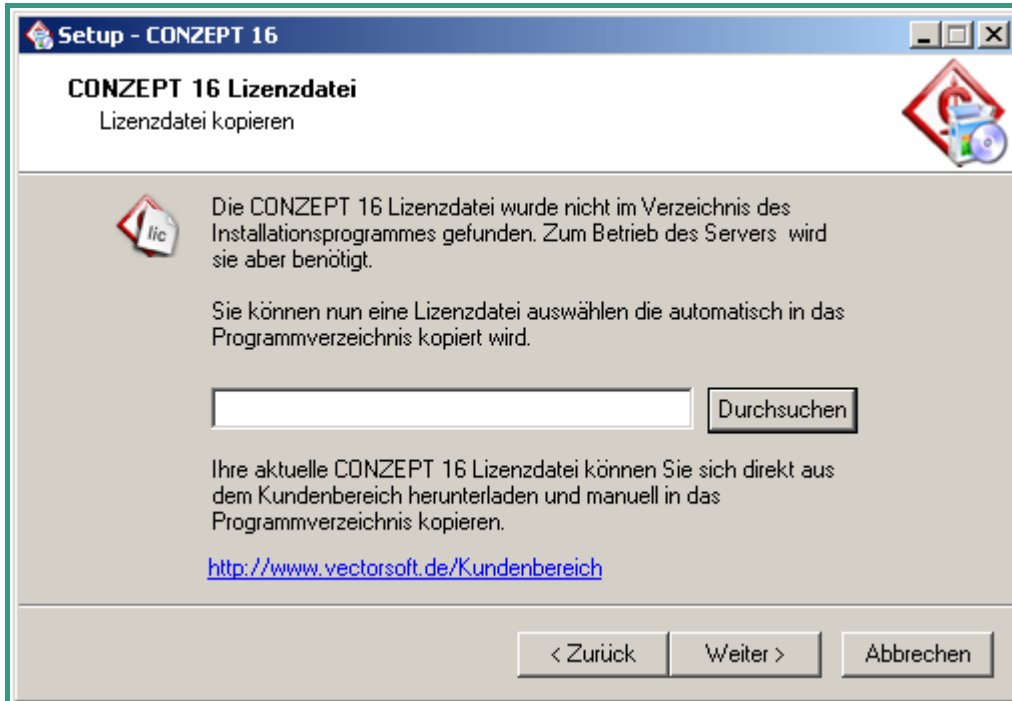 Setup - CONZEPT 16
CONZEPT 16 Lizenzdatei
Lizenzdatei kopieren
lic
Die CONZEPT 16 Lizenzdatei wurde nicht im Verzeichnis des
Installationsprogrammes gefunden. Zum Betrieb des Servers  wird
sie aber benötigt.
Sie können nun eine Lizenzdatei auswählen die automatisch in das
Programmverzeichnis kopiert wird.
Durchsuchen
Ihre aktuelle CONZEPT 16 Lizenzdatei können Sie sich direkt aus
dem Kundenbereich herunterladen und manuell in das
Programmverzeichnis kopieren.
http://www.vectorsoft.de/Kundenbereich
< Zurück
Weiter >
Abbrechen